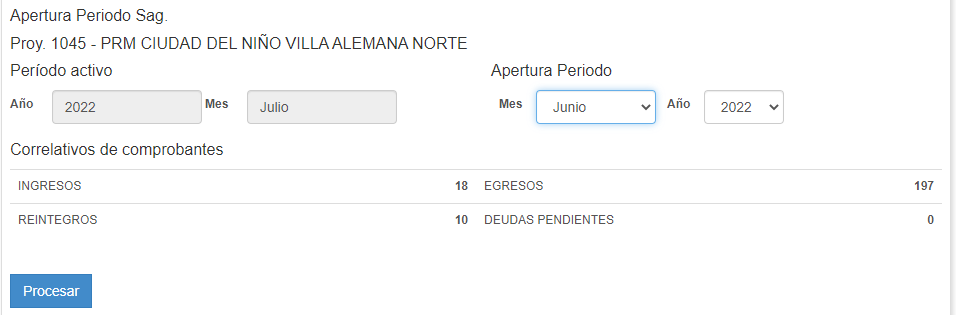 Apertura Periodo Sag.
Proy. 1045 - PRM CIUDAD DEL NIÑO VILLA ALEMANA NORTE
Período activo Apertura Periodo
Año 2022 Mes Julio Mes Junio Año 2022
Correlativos de comprobantes
INGRESOS 18 EGRESOS 197
REINTEGROS 10 DEUDAS PENDIENTES 0
Procesar